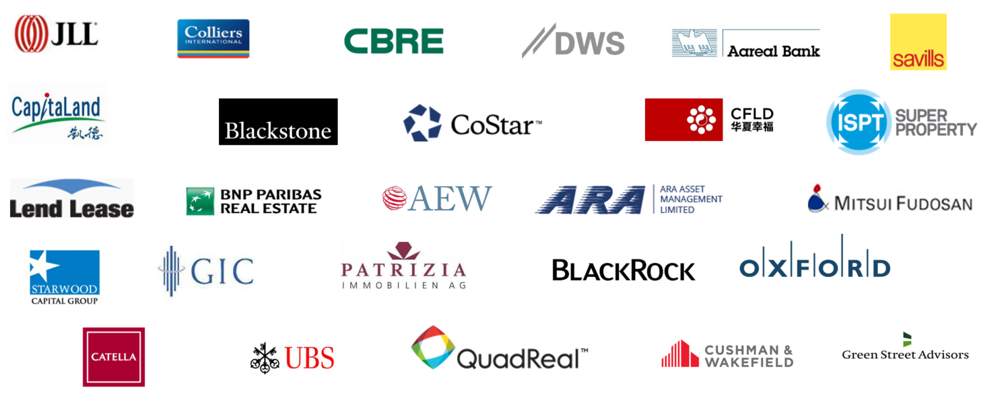 JLL
Colliers
INTERNATIONAL
CBRE
DWS
Aareal Bank
savills
CapitaLand
凯德
Blackstone
CoStar™
CFLD
华夏幸福
ISPT
SUPER
PROPERTY
Lend Lease
BNP PARIBAS
REAL ESTATE
AEW
ARA
ARA ASSET
MANAGEMENT
LIMITED
MITSUI FUDOSAN
STARWOOD
CAPITAL GROUP
GIC
PATRIZIA
IMMOBILIEN AG
BLACKROCK
OXFORD
CATELLA
UBS
QuadReal™
CUSHMAN &
WAKEFIELD
Green Street Advisors